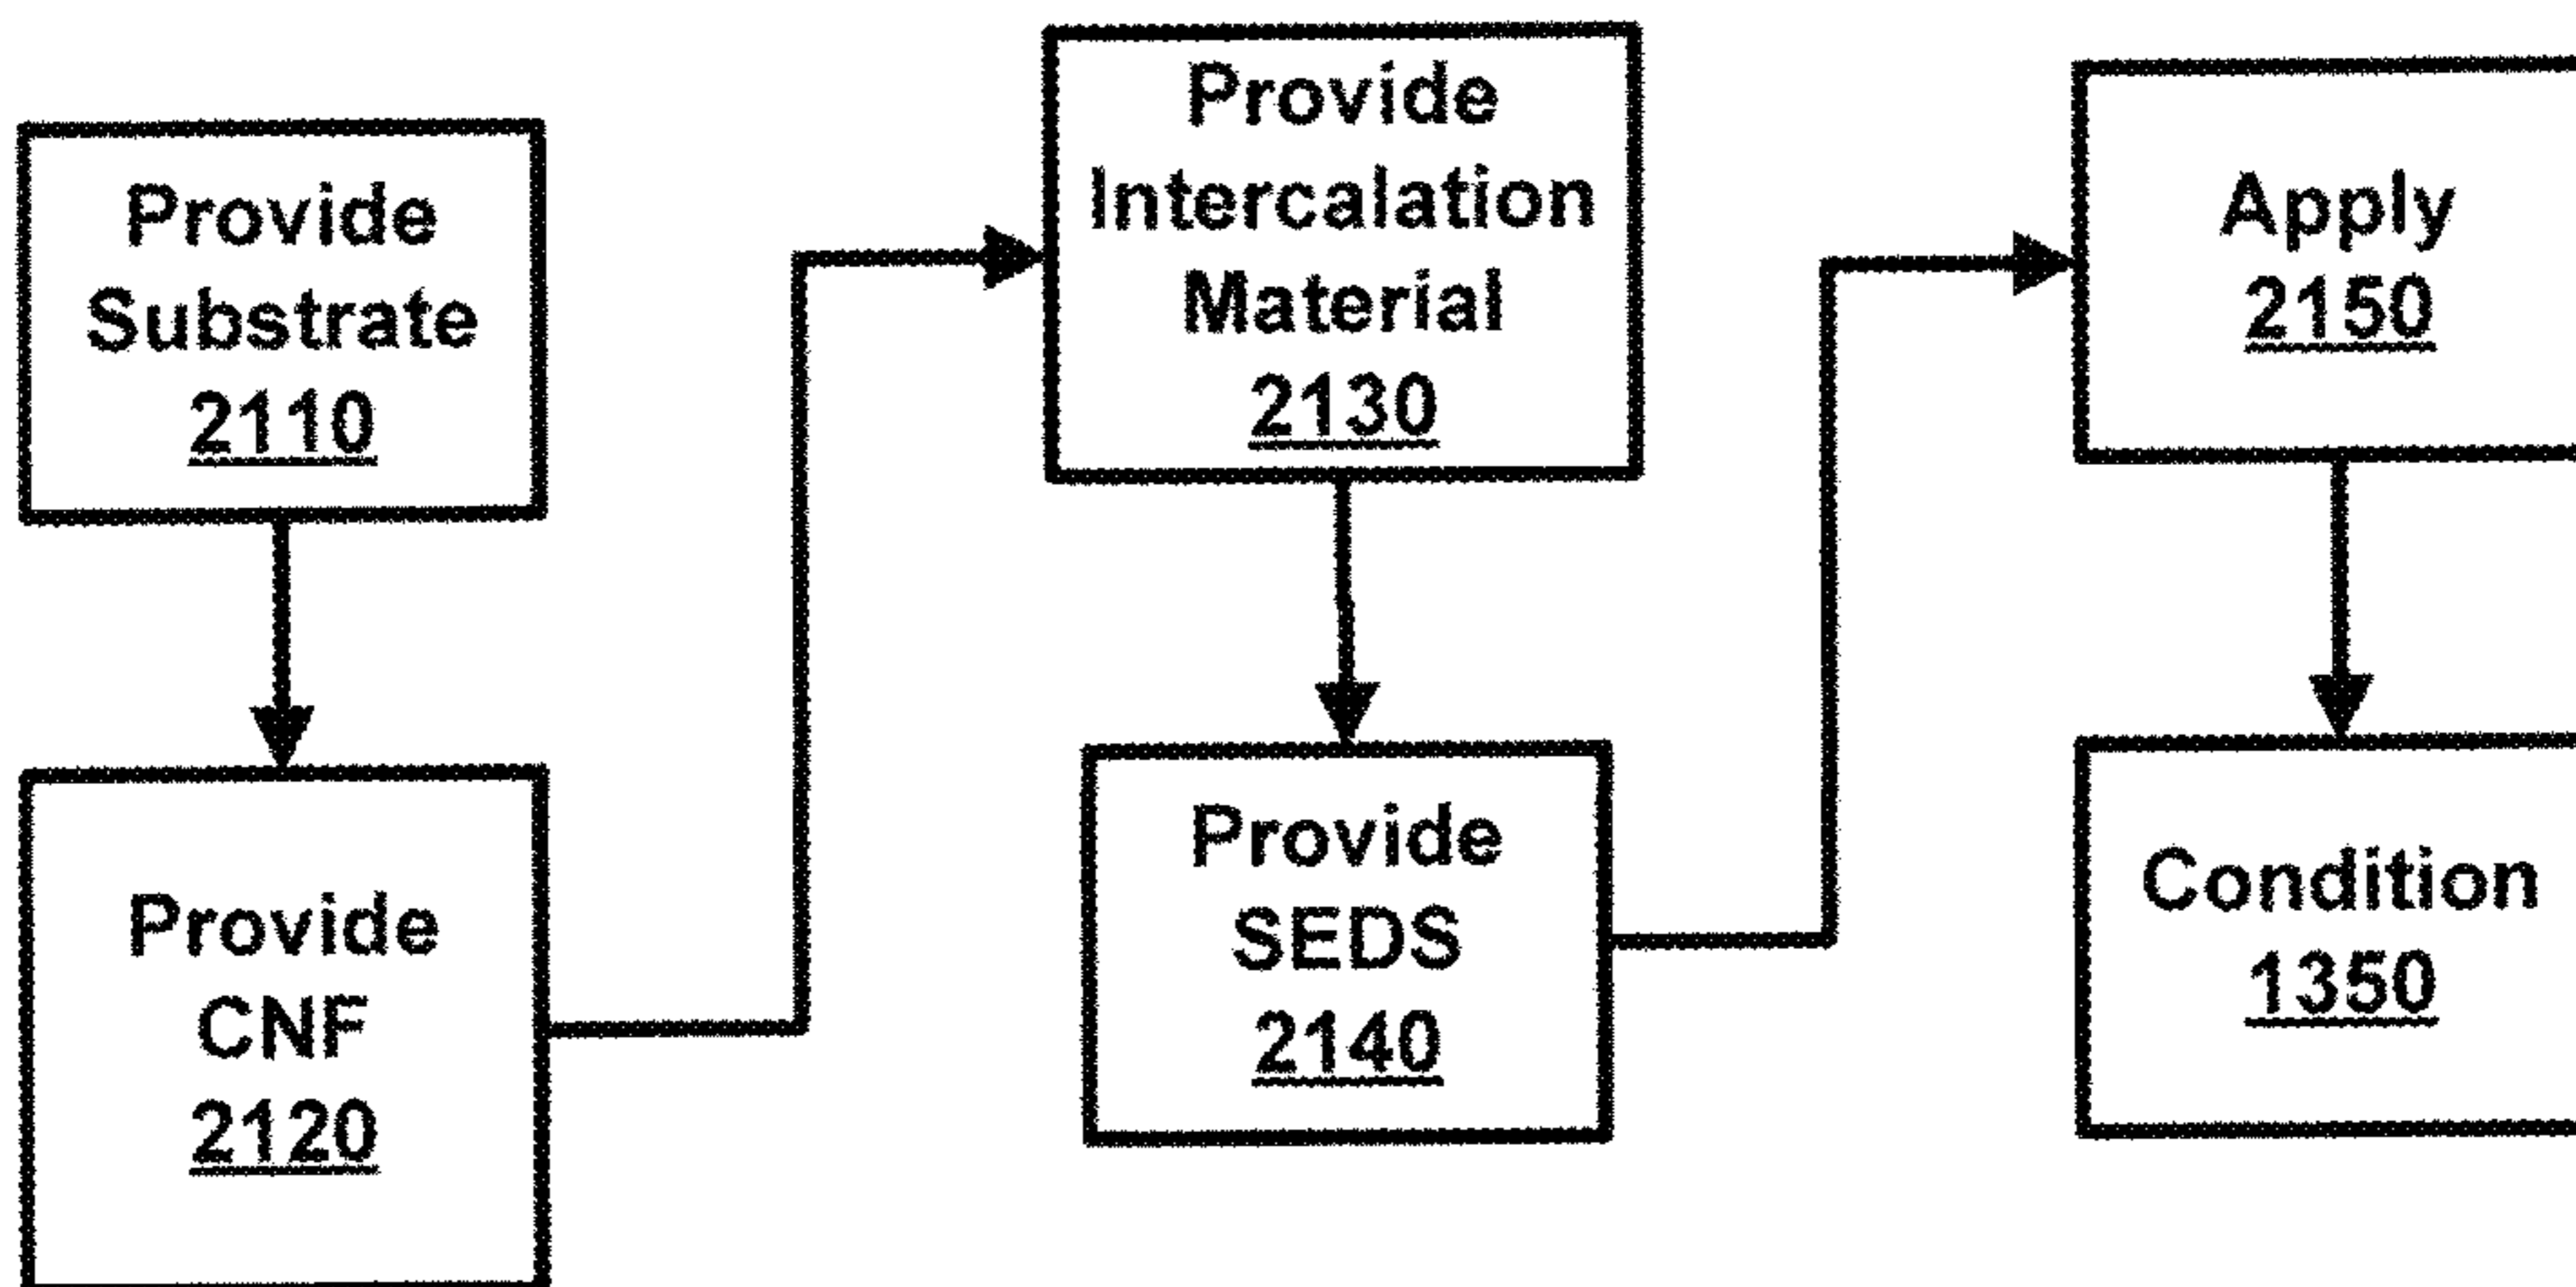 Provide
Substrate
2110
Provide
CNF
2120
Provide
Intercalation
Material
2130
Provide
SEDS
2140
Apply
2150
Condition
1350